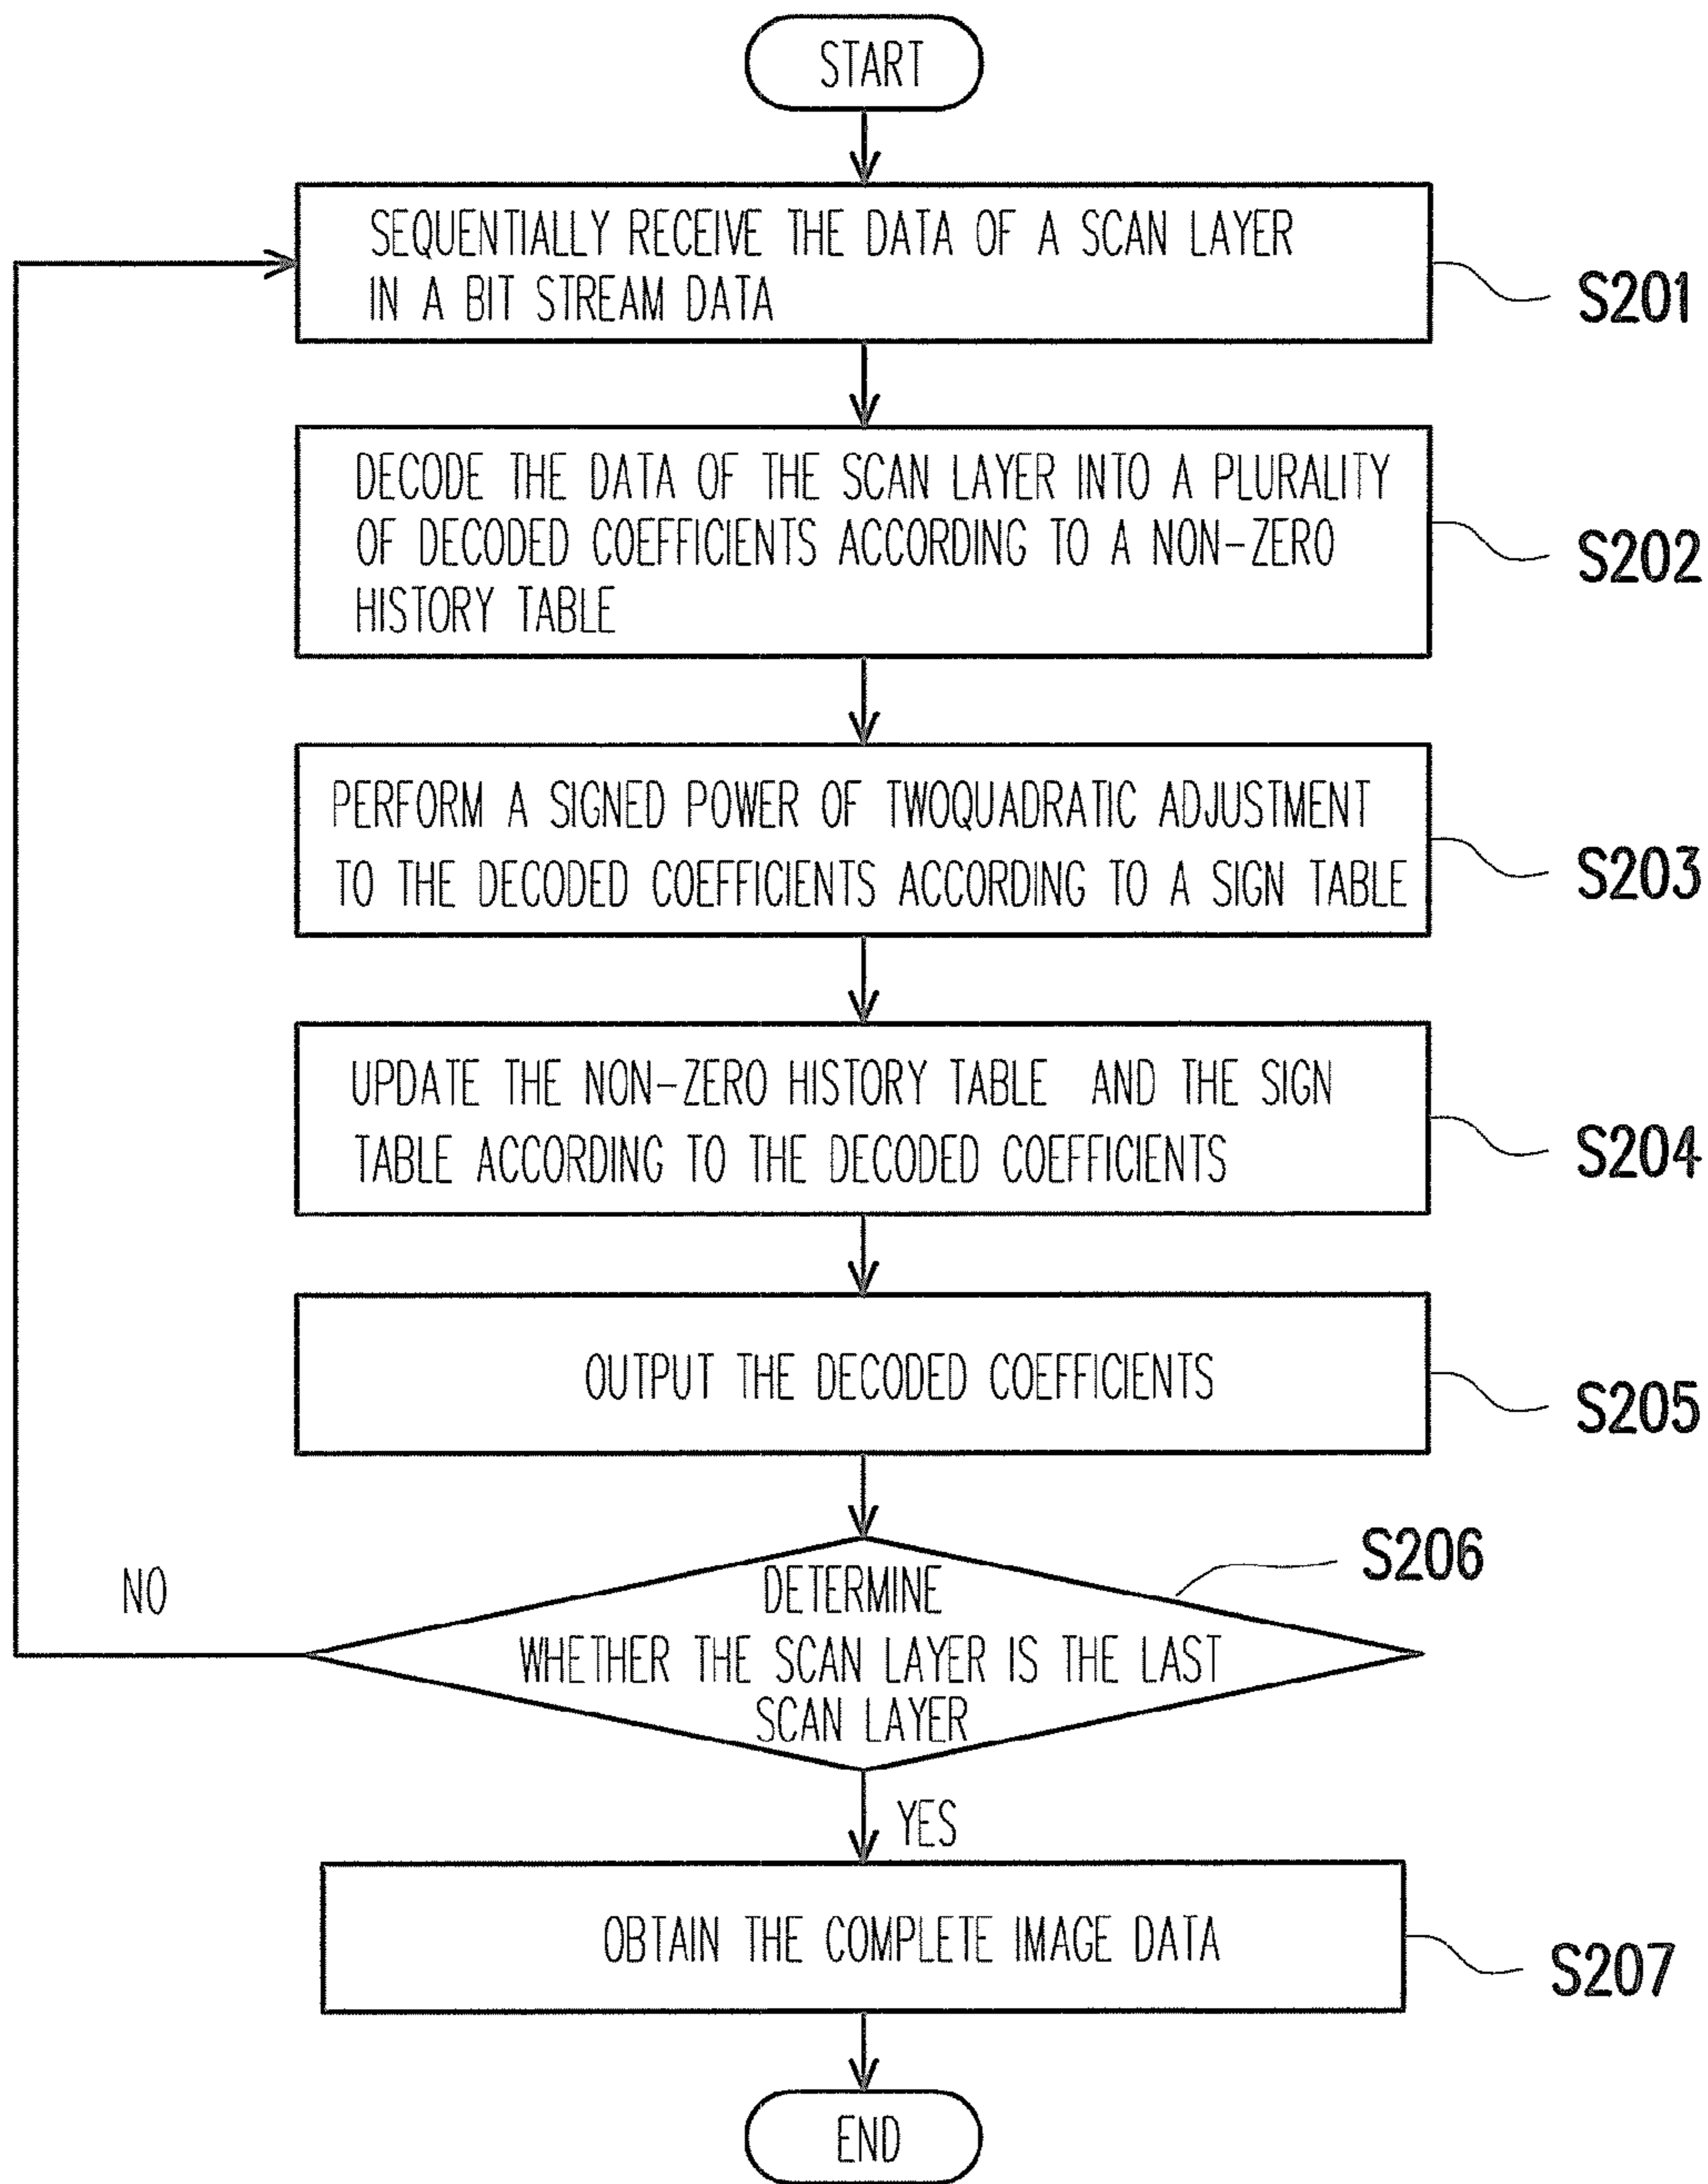 START
SEQUENTIALLY RECEIVE THE DATA OF A SCAN LAYER
IN A BIT STREAM DATA
S201
DECODE THE DATA OF THE SCAN LAYER INTO A PLURALITY
OF DECODED COEFFICIENTS ACCORDING TO A NON-ZERO
HISTORY TABLE
S202
PERFORM A SIGNED POWER OF TWOQUADRATIC ADJUSTMENT
TO THE DECODED COEFFICIENTS ACCORDING TO A SIGN TABLE
S203
UPDATE THE NON-ZERO HISTORY TABLE AND THE SIGN
TABLE ACCORDING TO THE DECODED COEFFICIENTS
S204
OUTPUT THE DECODED COEFFICIENTS
S205
S206
NO
DETERMINE
WHETHER THE SCAN LAYER IS THE LAST
SCAN LAYER
YES
OBTAIN THE COMPLETE IMAGE DATA
S207
END